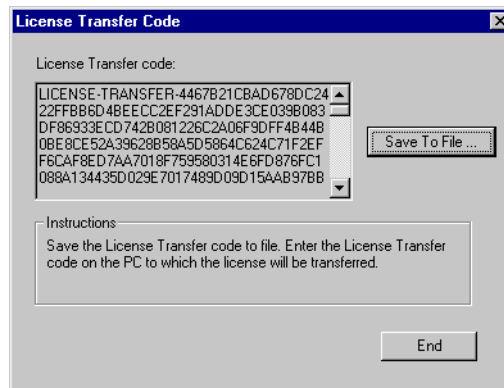 License Transfer Code
License Transfer code:
LICENSE-TRANSFER-4467B21CBAD678DC24
22FFBB6D4BEECC2EF291ADDE3CE039B083
DF86933ECD742B081226C2A06F9DFF4B44B
0BE8CE52A39628B58A5D5864C624C71F2EF
F6CAF8ED7AA7018F759580314E6FD876FC1
088A134435D029E7017489D09D15AAB97BB
Save To File ...
Instructions
Save the License Transfer code to file. Enter the License Transfer
code on the PC to which the license will be transferred.
End